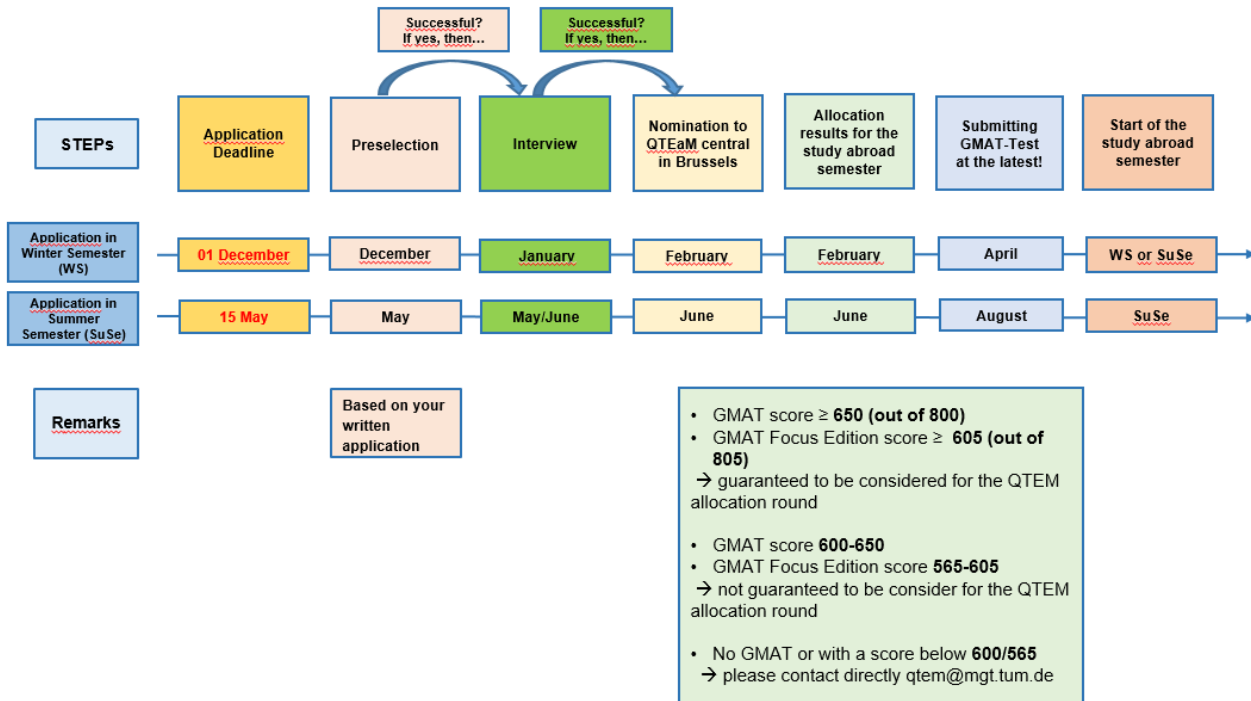 Successful?
If yes, then…
Successful?
If yes, then…
STEPs
Application
Deadline
Preselection
Interview
Nomination to
QTEaM central
in Brussels
Allocation
results for the
study abroad
semester
Submitting
GMAT-Test
at the latest!
Start of the
study abroad
semester
Application in
Winter Semester
(WS)
01 December
December
January
February
February
April
WS or SuSe
Application in
Summer
Semester (SuSe)
15 May
May
May/June
June
June
August
SuSe
Remarks
Based on your
written
application
• GMAT score ≥ 650 (out of 800)
• GMAT Focus Edition score ≥ 605 (out of
805)
→ guaranteed to be considered for the QTEM
allocation round
• GMAT score 600-650
• GMAT Focus Edition score 565-605
→ not guaranteed to be consider for the QTEM
allocation round
• No GMAT or with a score below 600/565
→ please contact directly qtem@mgt.tum.de